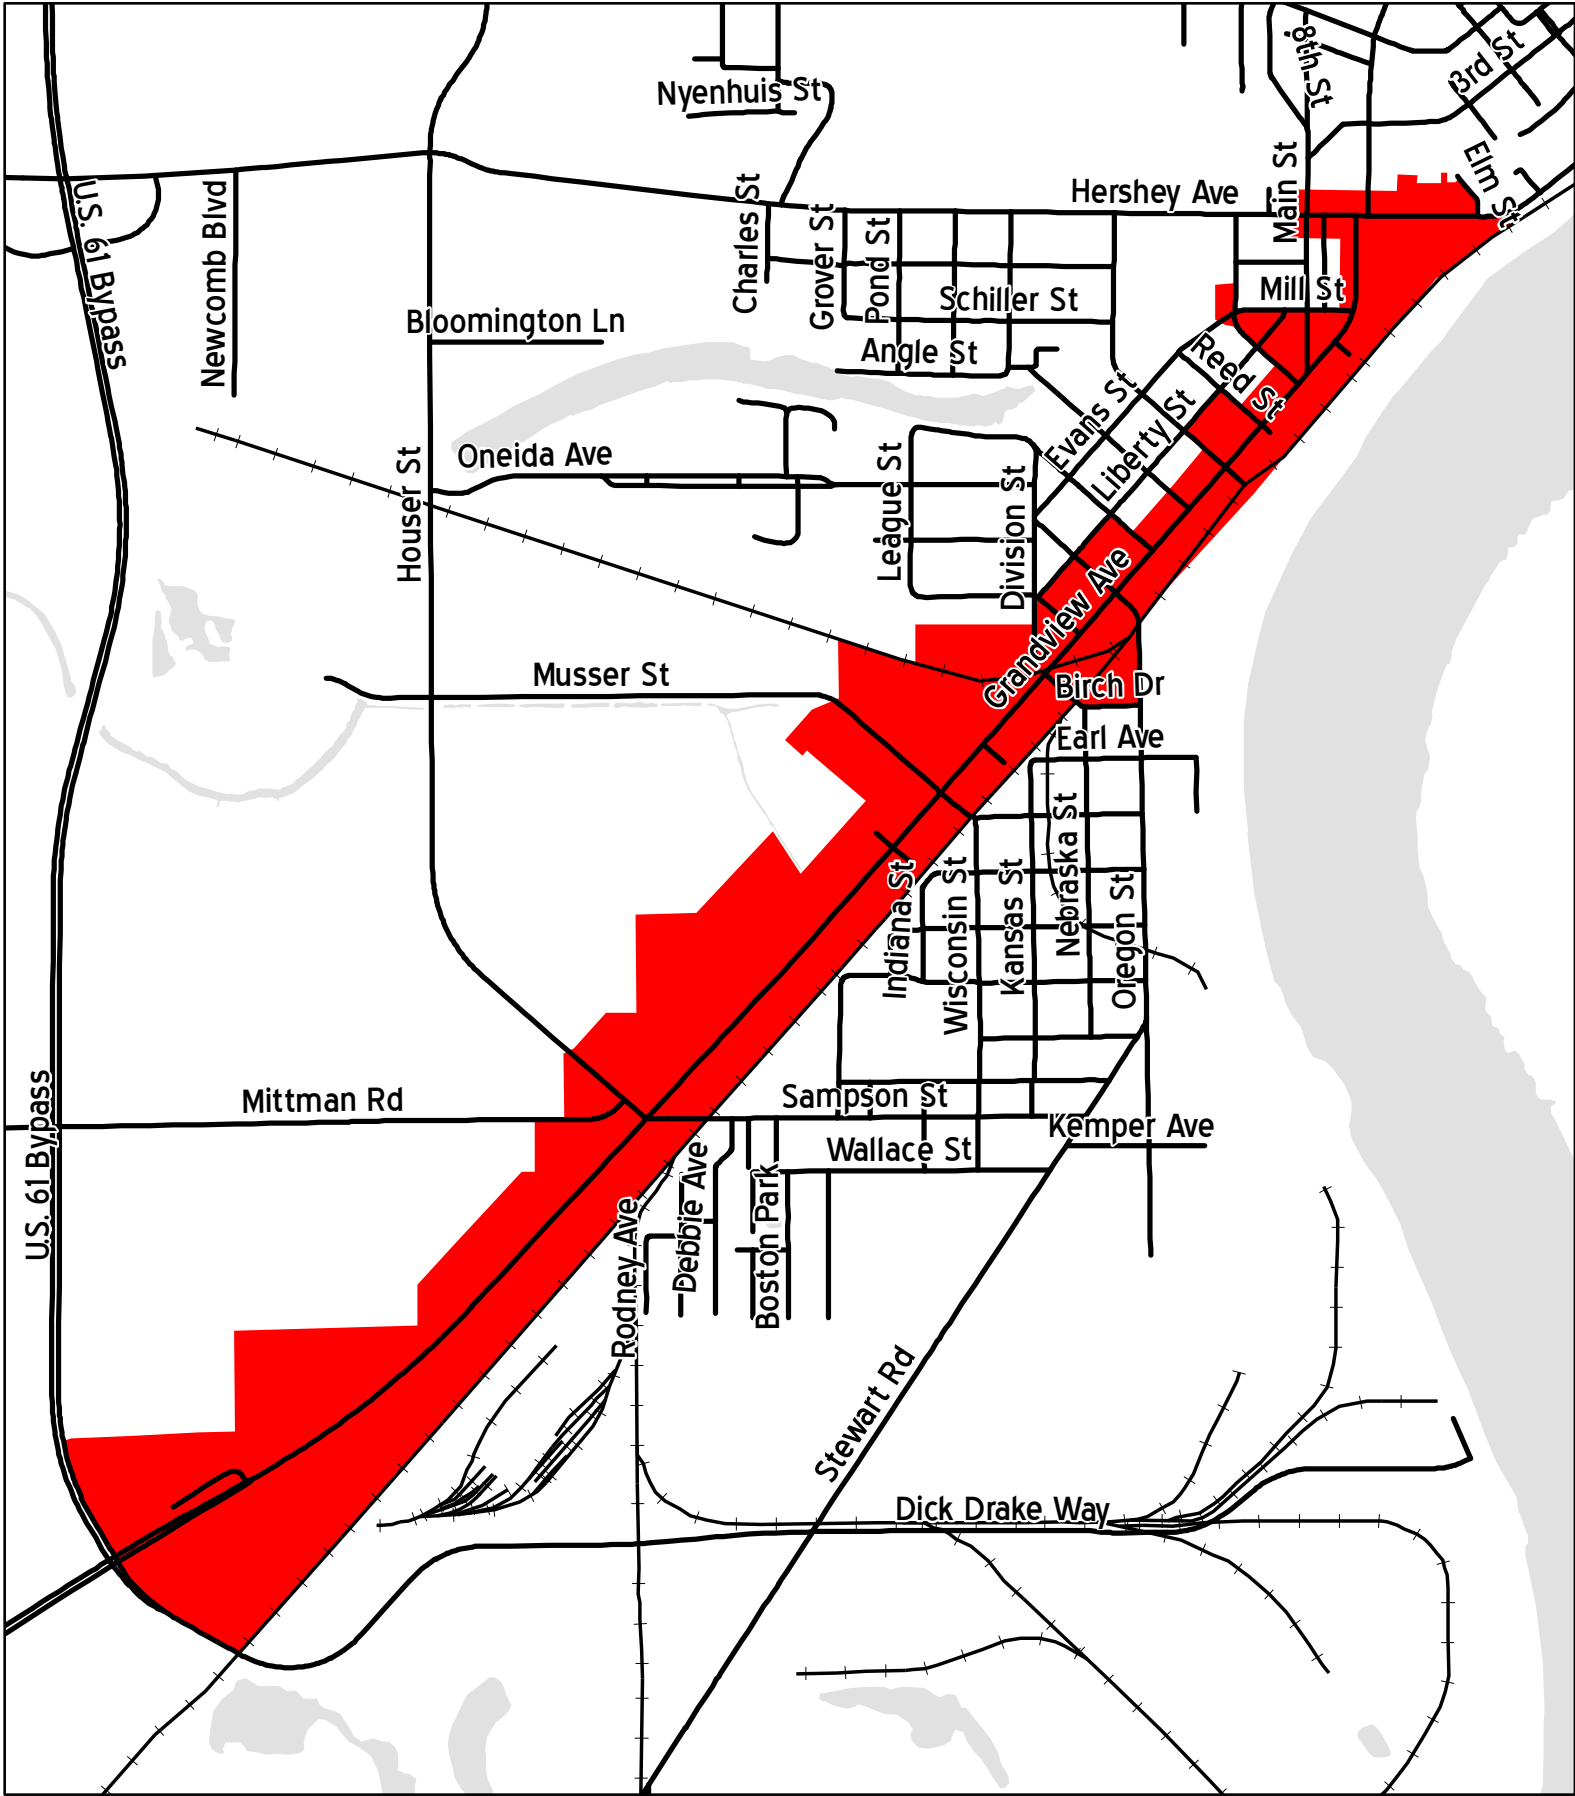 8th St
3rd St
Nyenhuis St
Elm St
Main St
Hershey Ave
U.S. 61 Bypass
Newcomb Blvd
Charles St
Grover St
Pond St
Schiller St
Mill St
Bloomington Ln
Angle St
Reed St
Evans St
Liberty St
Oneida Ave
Houser St
League St
Division St
Grandview Ave
Musser St
Birch Dr
Earl Ave
Nebraska St
Indiana St
Wisconsin St
Kansas St
Oregon St
U.S. 61 Bypass
Mittman Rd
Sampson St
Kemper Ave
Wallace St
Debbie Ave
Boston Park
Rodney Ave
Stewart Rd
Dick Drake Way